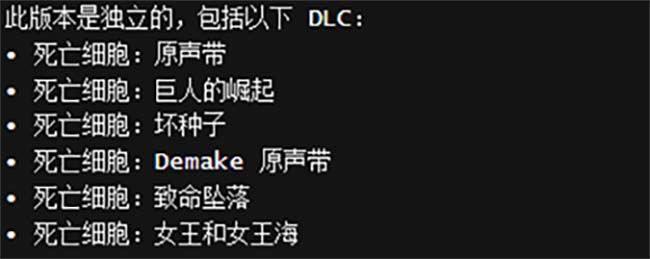 此版本是独立的，包括以下 DLC：
• 死亡细胞：原声带
• 死亡细胞：巨人的崛起
• 死亡细胞：坏种子
• 死亡细胞：Demake 原声带
• 死亡细胞：致命坠落
• 死亡细胞：女王和女王海